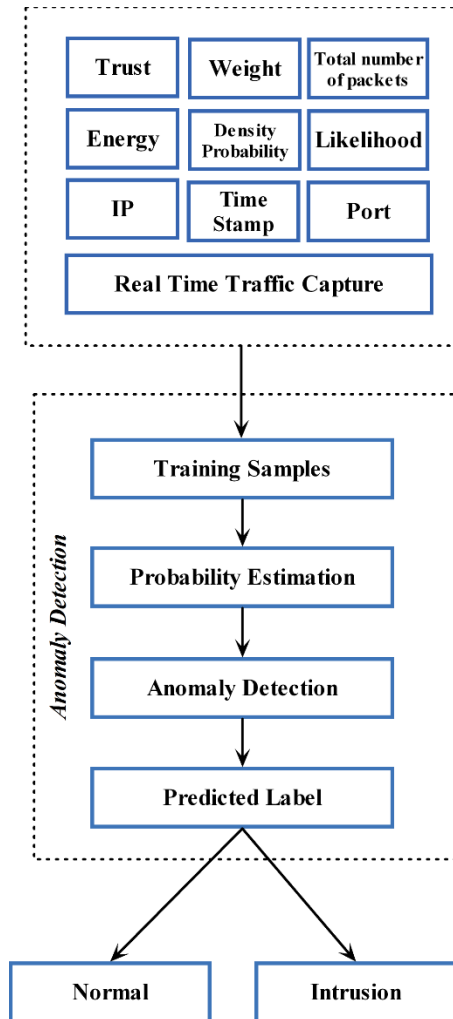 Trust
Weight
Total number
of packets
Energy
Density
Probability
Likelihood
IP
Time
Stamp
Port
Real Time Traffic Capture
Anomaly Detection
Training Samples
Probability Estimation
Anomaly Detection
Predicted Label
Normal
Intrusion